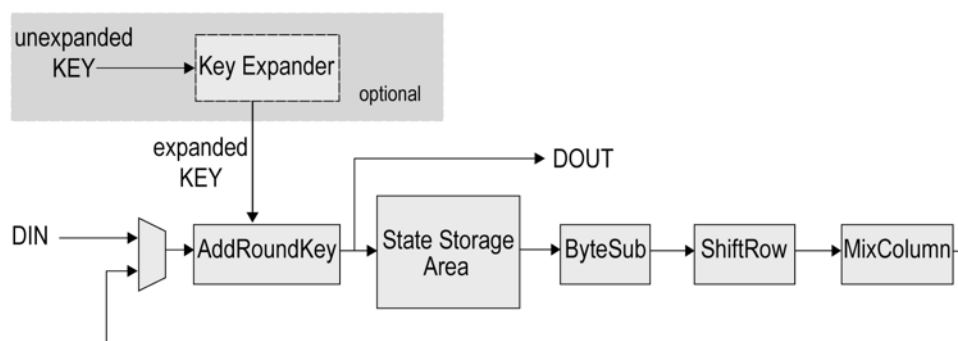 unexpanded
KEY
Key Expander
optional
expanded
KEY
DOUT
DIN
AddRoundKey
State Storage
Area
ByteSub
ShiftRow
MixColumn